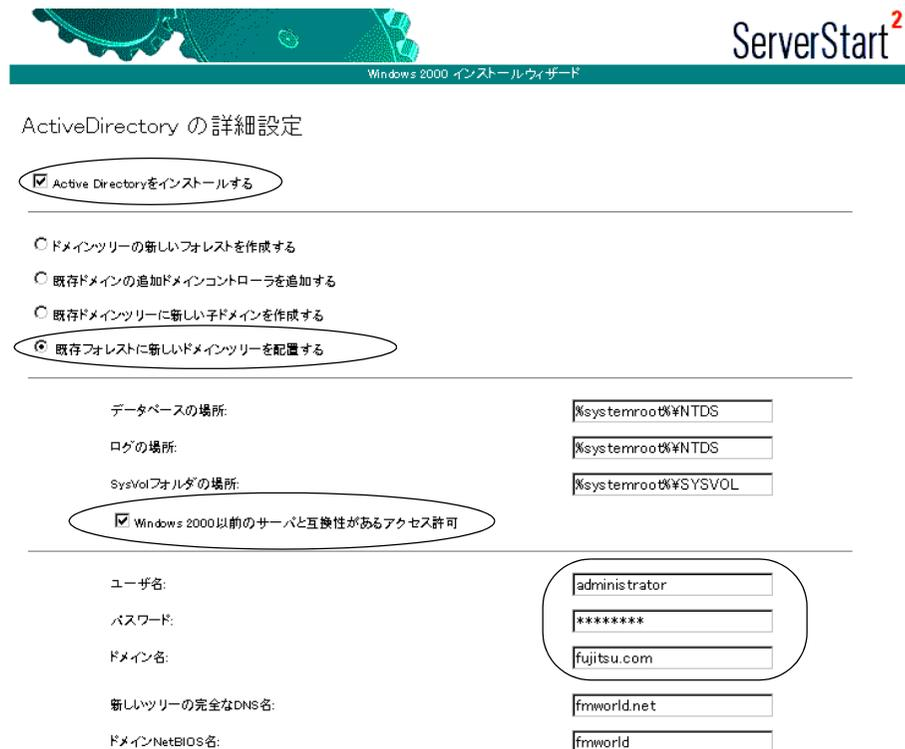 ServerStart2
Windows 2000 インストールウィザード
ActiveDirectory の詳細設定
Active Directoryをインストールする
ドメインツリーの新しいフォレストを作成する
既存ドメインの追加ドメインコントローラを追加する
既存ドメインツリーに新しい子ドメインを作成する
既存フォレストに新しいドメインツリーを配置する
データベースの場所: %systemroot%¥NTDS
ログの場所: %systemroot%¥NTDS
SysVolフォルダの場所: %systemroot%¥SYSVOL
Windows 2000以前のサーバと互換性があるアクセス許可
ユーザ名: administrator
パスワード: ********
ドメイン名: fujitsu.com
新しいツリーの完全なDNS名: fmworld.net
ドメインNetBIOS名: fmworld